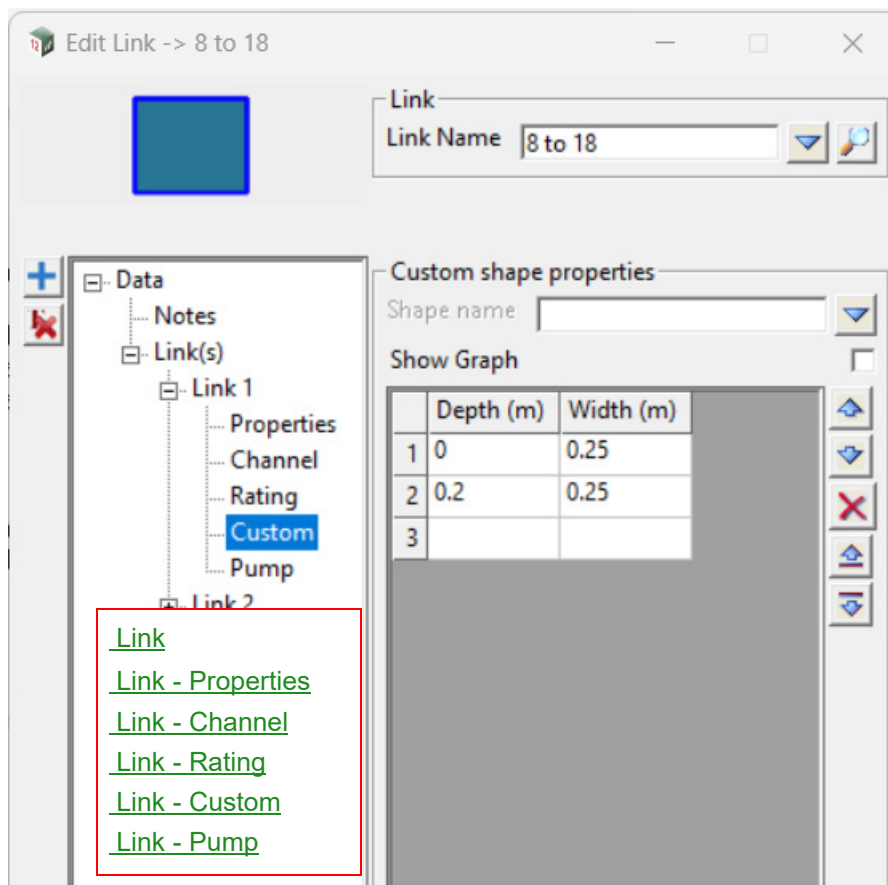 Edit Link -> 8 to 18
Link
Link Name 8 to 18
Data
Notes
Link(s)
Link 1
Properties
Channel
Rating
Custom
Pump
Link 2
Link
Link - Properties
Link - Channel
Link - Rating
Link - Custom
Link - Pump
Custom shape properties
Shape name
Show Graph
Depth (m) Width (m)
1 0 0.25
2 0.2 0.25
3